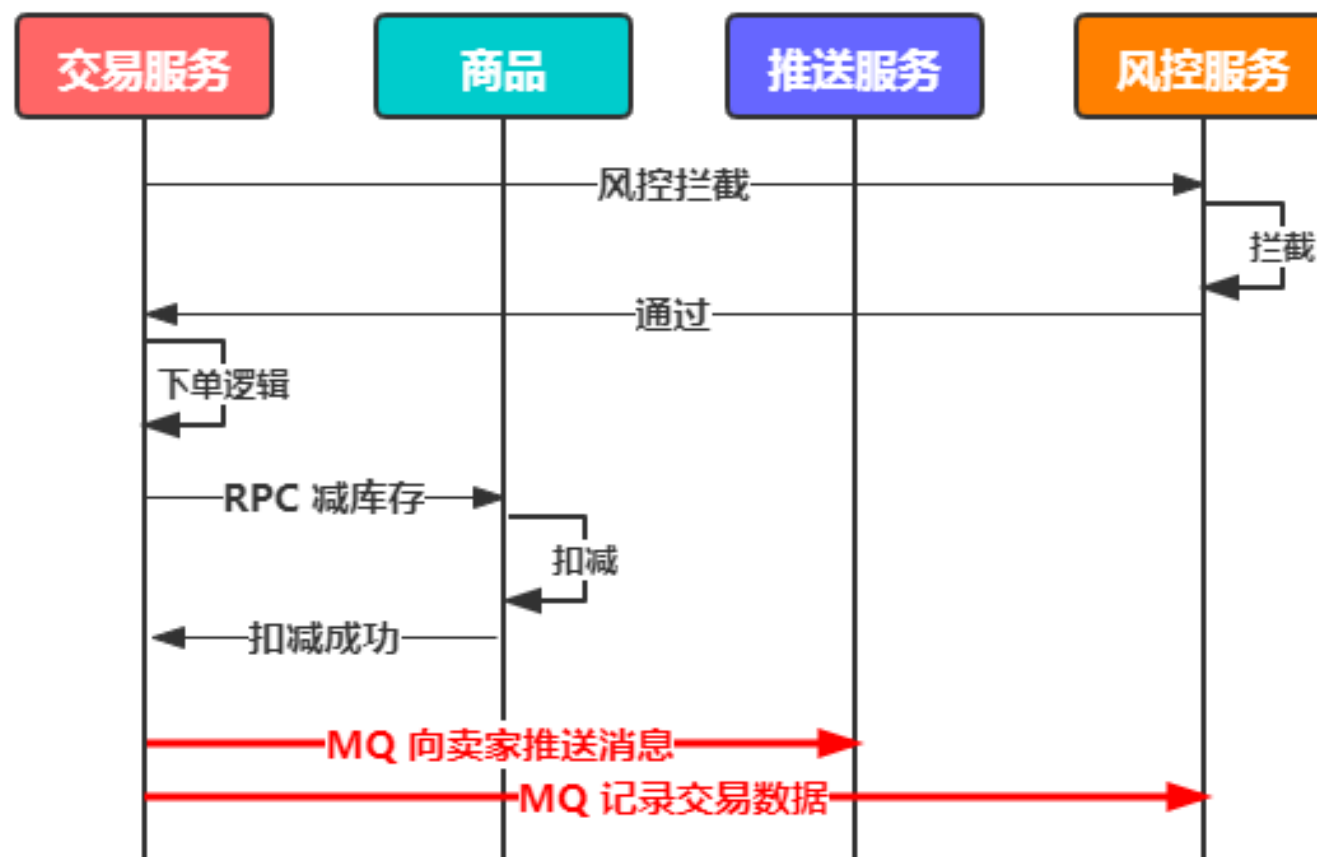 交易服务
商品
推送服务
风控服务
风控拦截
拦截
通过
下单逻辑
RPC 减库存
扣减
扣减成功
MQ 向卖家推送消息
MQ 记录交易数据